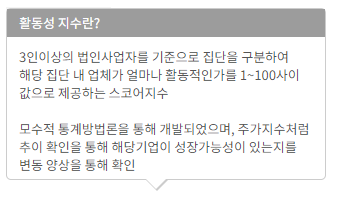 활동성 지수란?
3인이상의 법인사업자를 기준으로 집단을 구분하여
해당 집단 내 업체가 얼마나 활동적인가를 1~100사이
값으로 제공하는 스코어지수
모수적 통계방법론을 통해 개발되었으며, 주가지수처럼
추이 확인을 통해 해당기업이 성장가능성이 있는지를
변동 양상을 통해 확인